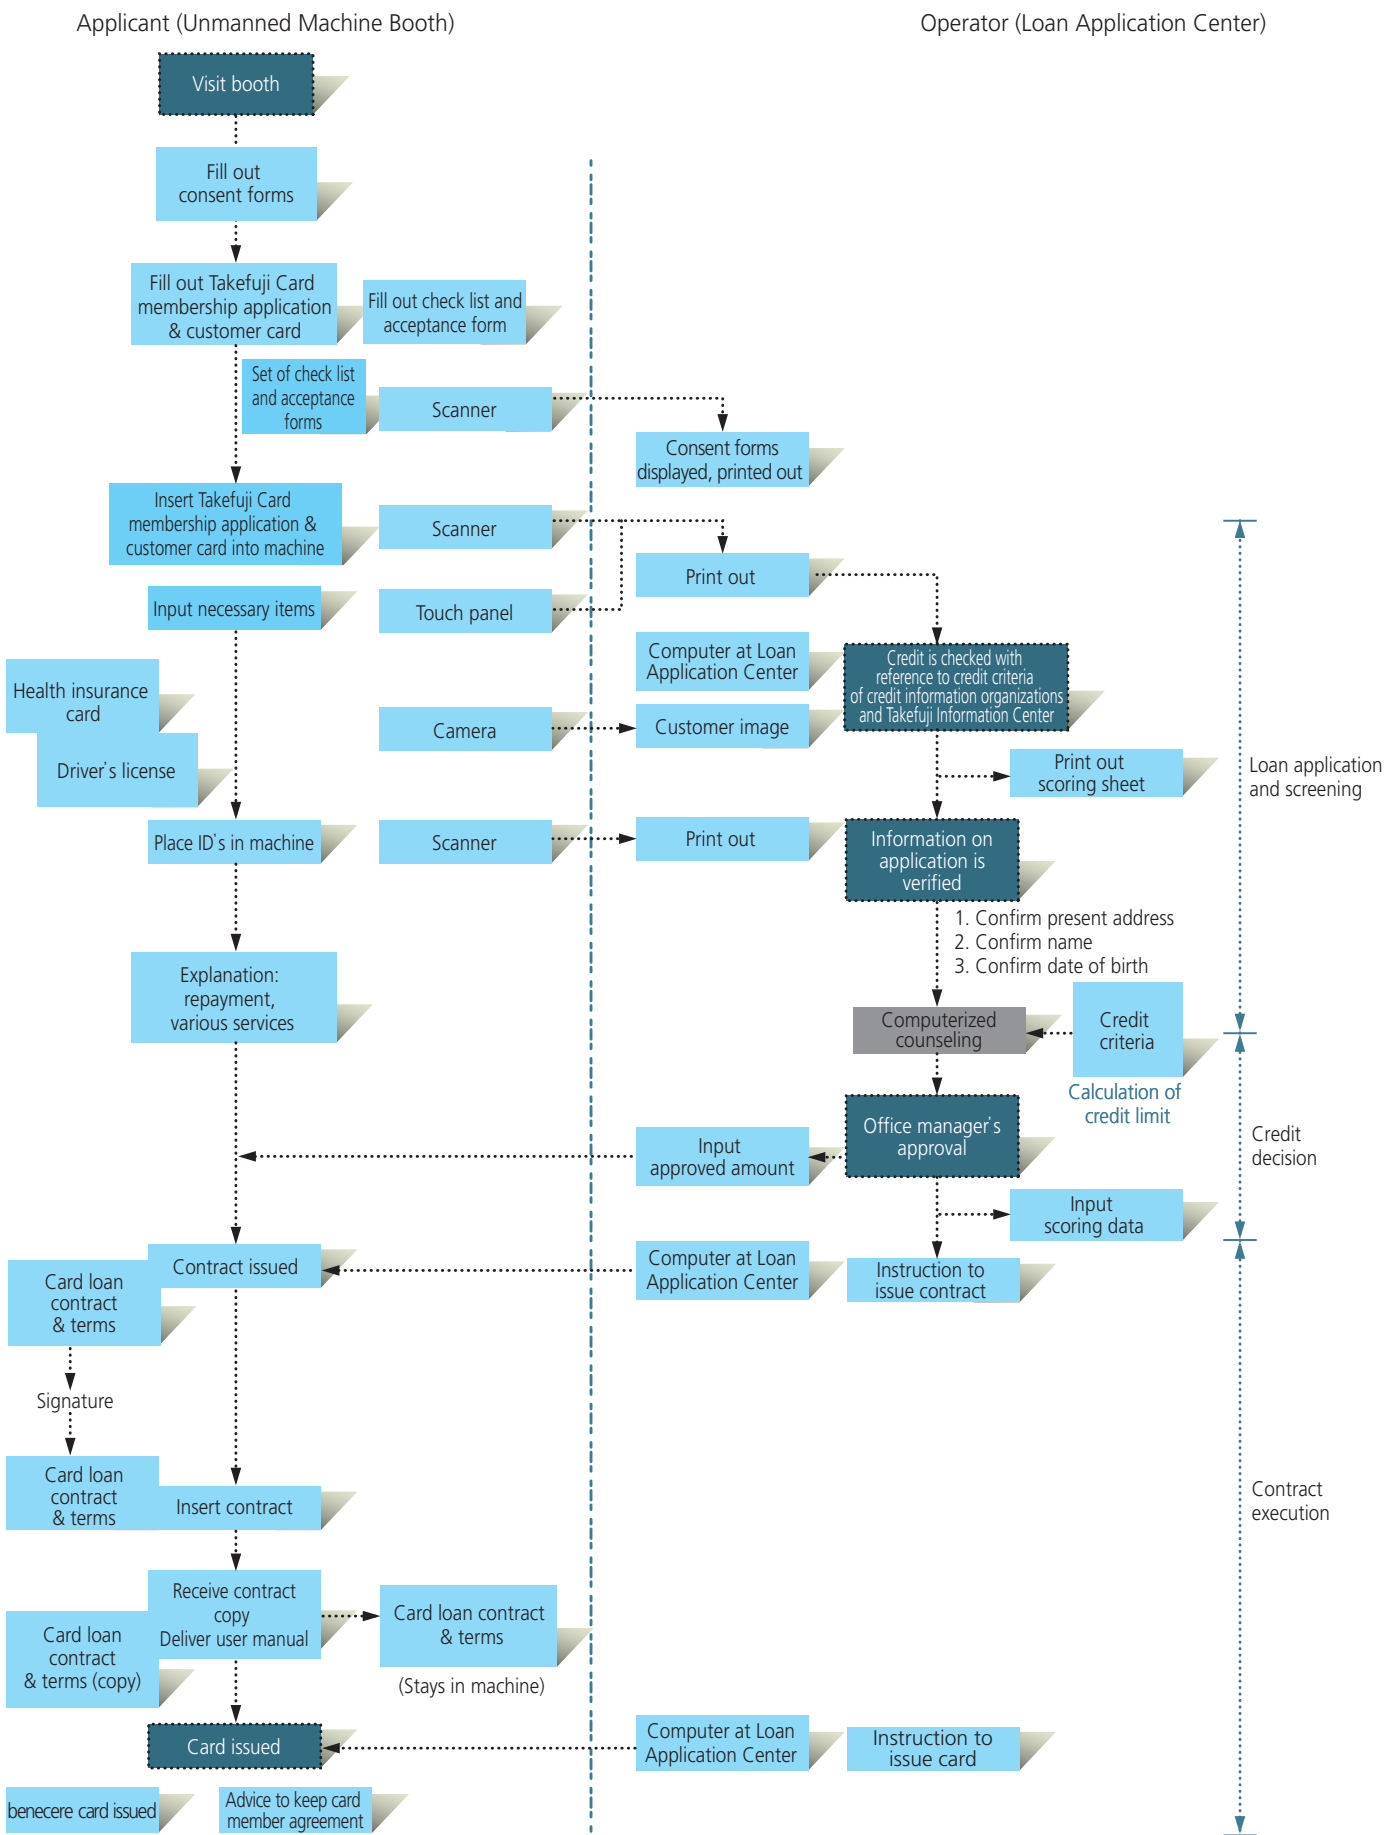 Applicant (Unmanned Machine Booth)
Operator (Loan Application Center)
Visit booth
Fill out
consent forms
Fill out Takefuji Card
membership application
& customer card
Fill out check list and
acceptance form
Set of check list
and acceptance
forms
Scanner
Consent forms
displayed, printed out
Insert Takefuji Card
membership application &
customer card into machine
Scanner
Print out
Input necessary items
Touch panel
Computer at Loan
Application Center
Credit is checked with
reference to credit criteria
of credit information organizations
and Takefuji Information Center
Health insurance
card
Camera
Customer image
Driver's license
Print out
scoring sheet
Loan application
and screening
Place ID's in machine
Scanner
Print out
Information on
application is
verified
1. Confirm present address
2. Confirm name
3. Confirm date of birth
Explanation:
repayment,
various services
Computerized
counseling
Credit
criteria
Calculation of
credit limit
Office manager's
approval
Input
approved amount
Credit
decision
Input
scoring data
Contract issued
Computer at Loan
Application Center
Instruction to
issue contract
Card loan
contract
& terms
Signature
Card loan
contract
& terms
Insert contract
Contract
execution
Receive contract
copy
Deliver user manual
Card loan contract
& terms
(Stays in machine)
Card loan
contract
& terms (copy)
Card issued
Computer at Loan
Application Center
Instruction to
issue card
benecere card issued
Advice to keep card
member agreement